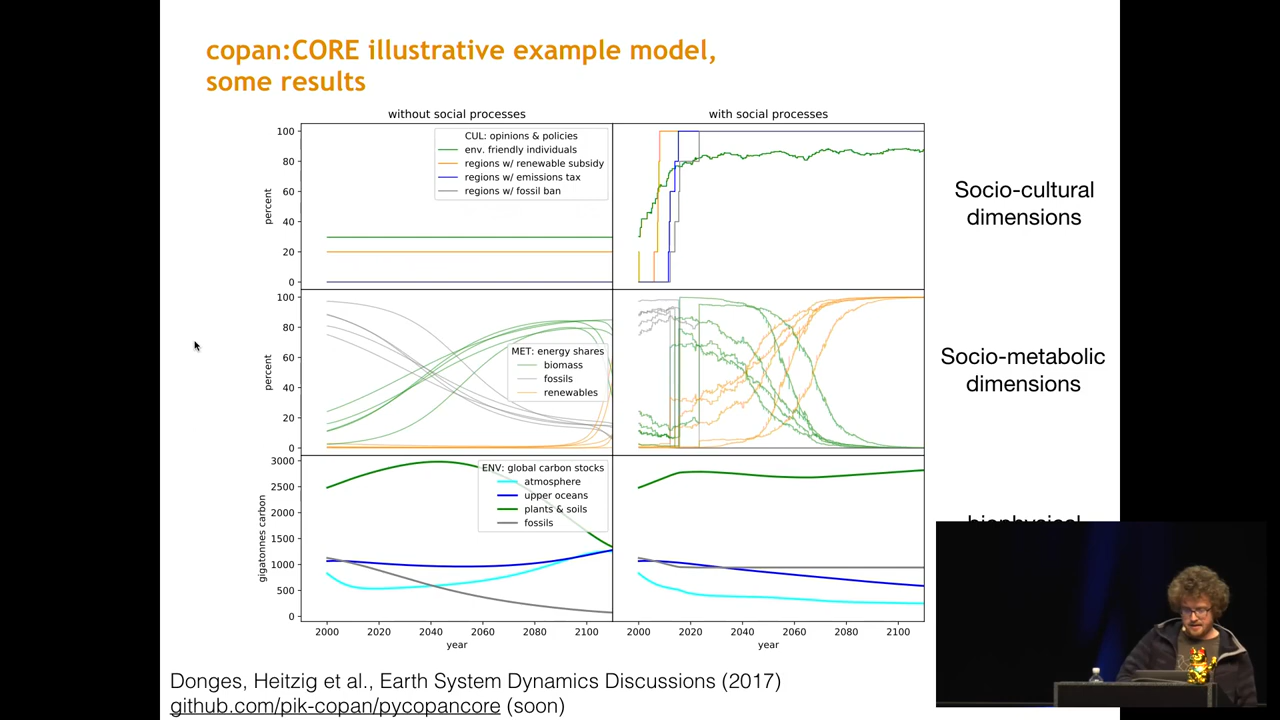 copan:CORE illustrative example model,
some results
without social processes
with social processes
100
80
60
40
20
0
percent
CUL: opinions & policies
env. friendly individuals
regions w/ renewable subsidy
regions w/ emissions tax
regions w/ fossil ban
Socio-cultural
dimensions
100
80
60
40
20
0
percent
MET: energy shares
biomass
fossils
renewables
Socio-metabolic
dimensions
3000
2500
2000
1500
1000
500
0
gigatonnes carbon
ENV: global carbon stocks
atmosphere
upper oceans
plants & soils
fossils
biophysical
2000 2020 2040 2060 2080 2100
year
2000 2020 2040 2060 2080 2100
year
Donges, Heitzig et al., Earth System Dynamics Discussions (2017)
github.com/pik-copan/pycopancore (soon)